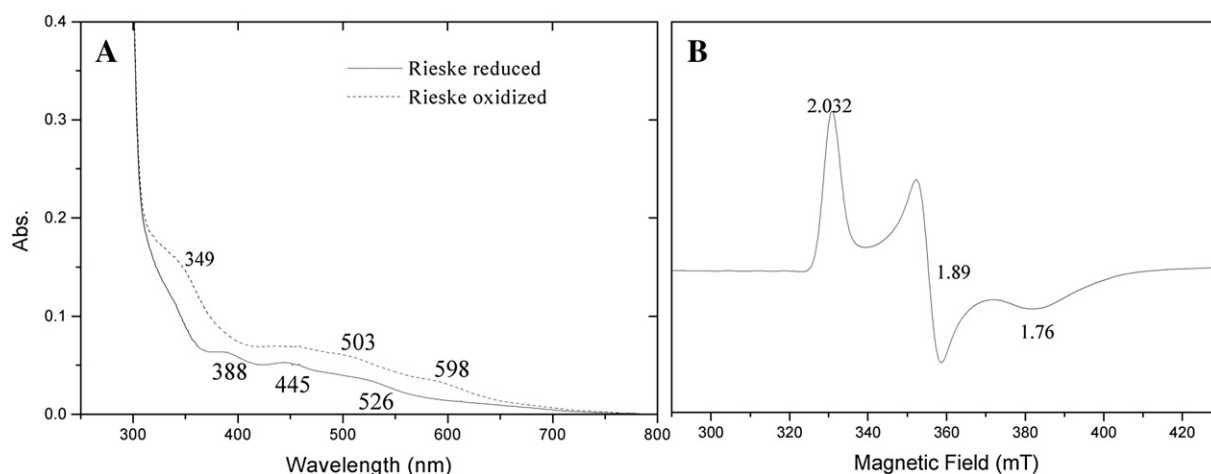 A
Rieske reduced
Rieske oxidized
349
388
445
503
526
598
0.4
0.3
0.2
0.1
0.0
Abs.
300 400 500 600 700 800
Wavelength (nm)
B
2.032
1.89
1.76
300 320 340 360 380 400 420
Magnetic Field (mT)